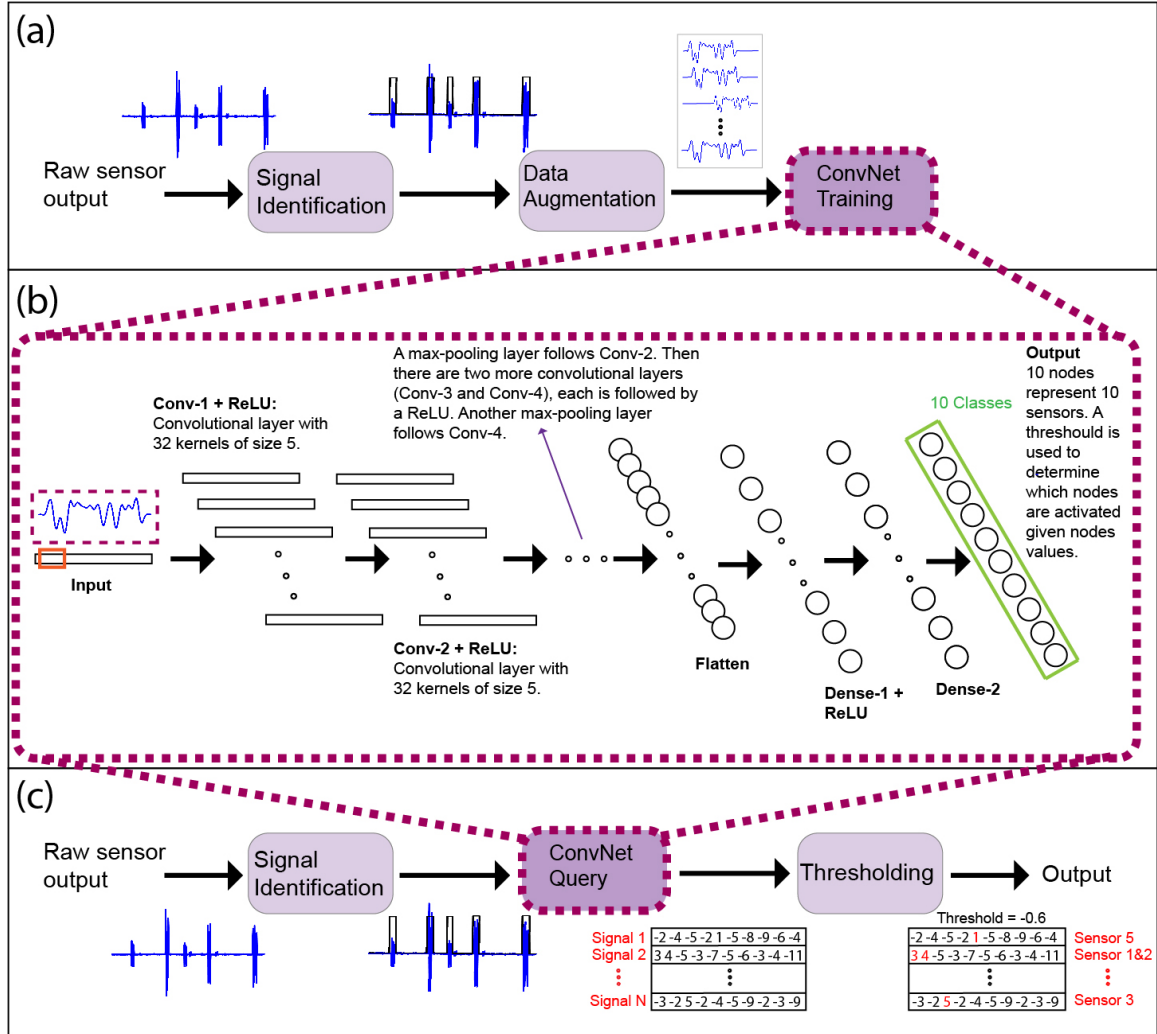 (a)
Raw sensor
output
Signal
Identification
Data
Augmentation
ConvNet
Training
(b)
Conv-1 + ReLU:
Convolutional layer with
32 kernels of size 5.
A max-pooling layer follows Conv-2. Then
there are two more convolutional layers
(Conv-3 and Conv-4), each is followed by
a ReLU. Another max-pooling layer
follows Conv-4.
10 Classes
Output
10 nodes
represent 10
sensors. A
threshould is
used to
determine
which nodes
are activated
given nodes
values.
Input
Conv-2 + ReLU:
Convolutional layer with
32 kernels of size 5.
Flatten
Dense-1 +
ReLU
Dense-2
(c)
Raw sensor
output
Signal
Identification
ConvNet
Query
Thresholding
Output
Signal 1 -2 -4 -5 -2 1 -5 -8 -9 -6 -4
Signal 2 3 4 -5 -3 -7 -5 -6 -3 -4 -11
Signal N -3 -2 5 -2 -4 -5 -9 -2 -3 -9
Threshold = -0.6
-2 -4 -5 -2 1 -5 -8 -9 -6 -4 Sensor 5
3 4 -5 -3 -7 -5 -6 -3 -4 -11 Sensor 1&2
-3 -2 5 -2 -4 -5 -9 -2 -3 -9 Sensor 3